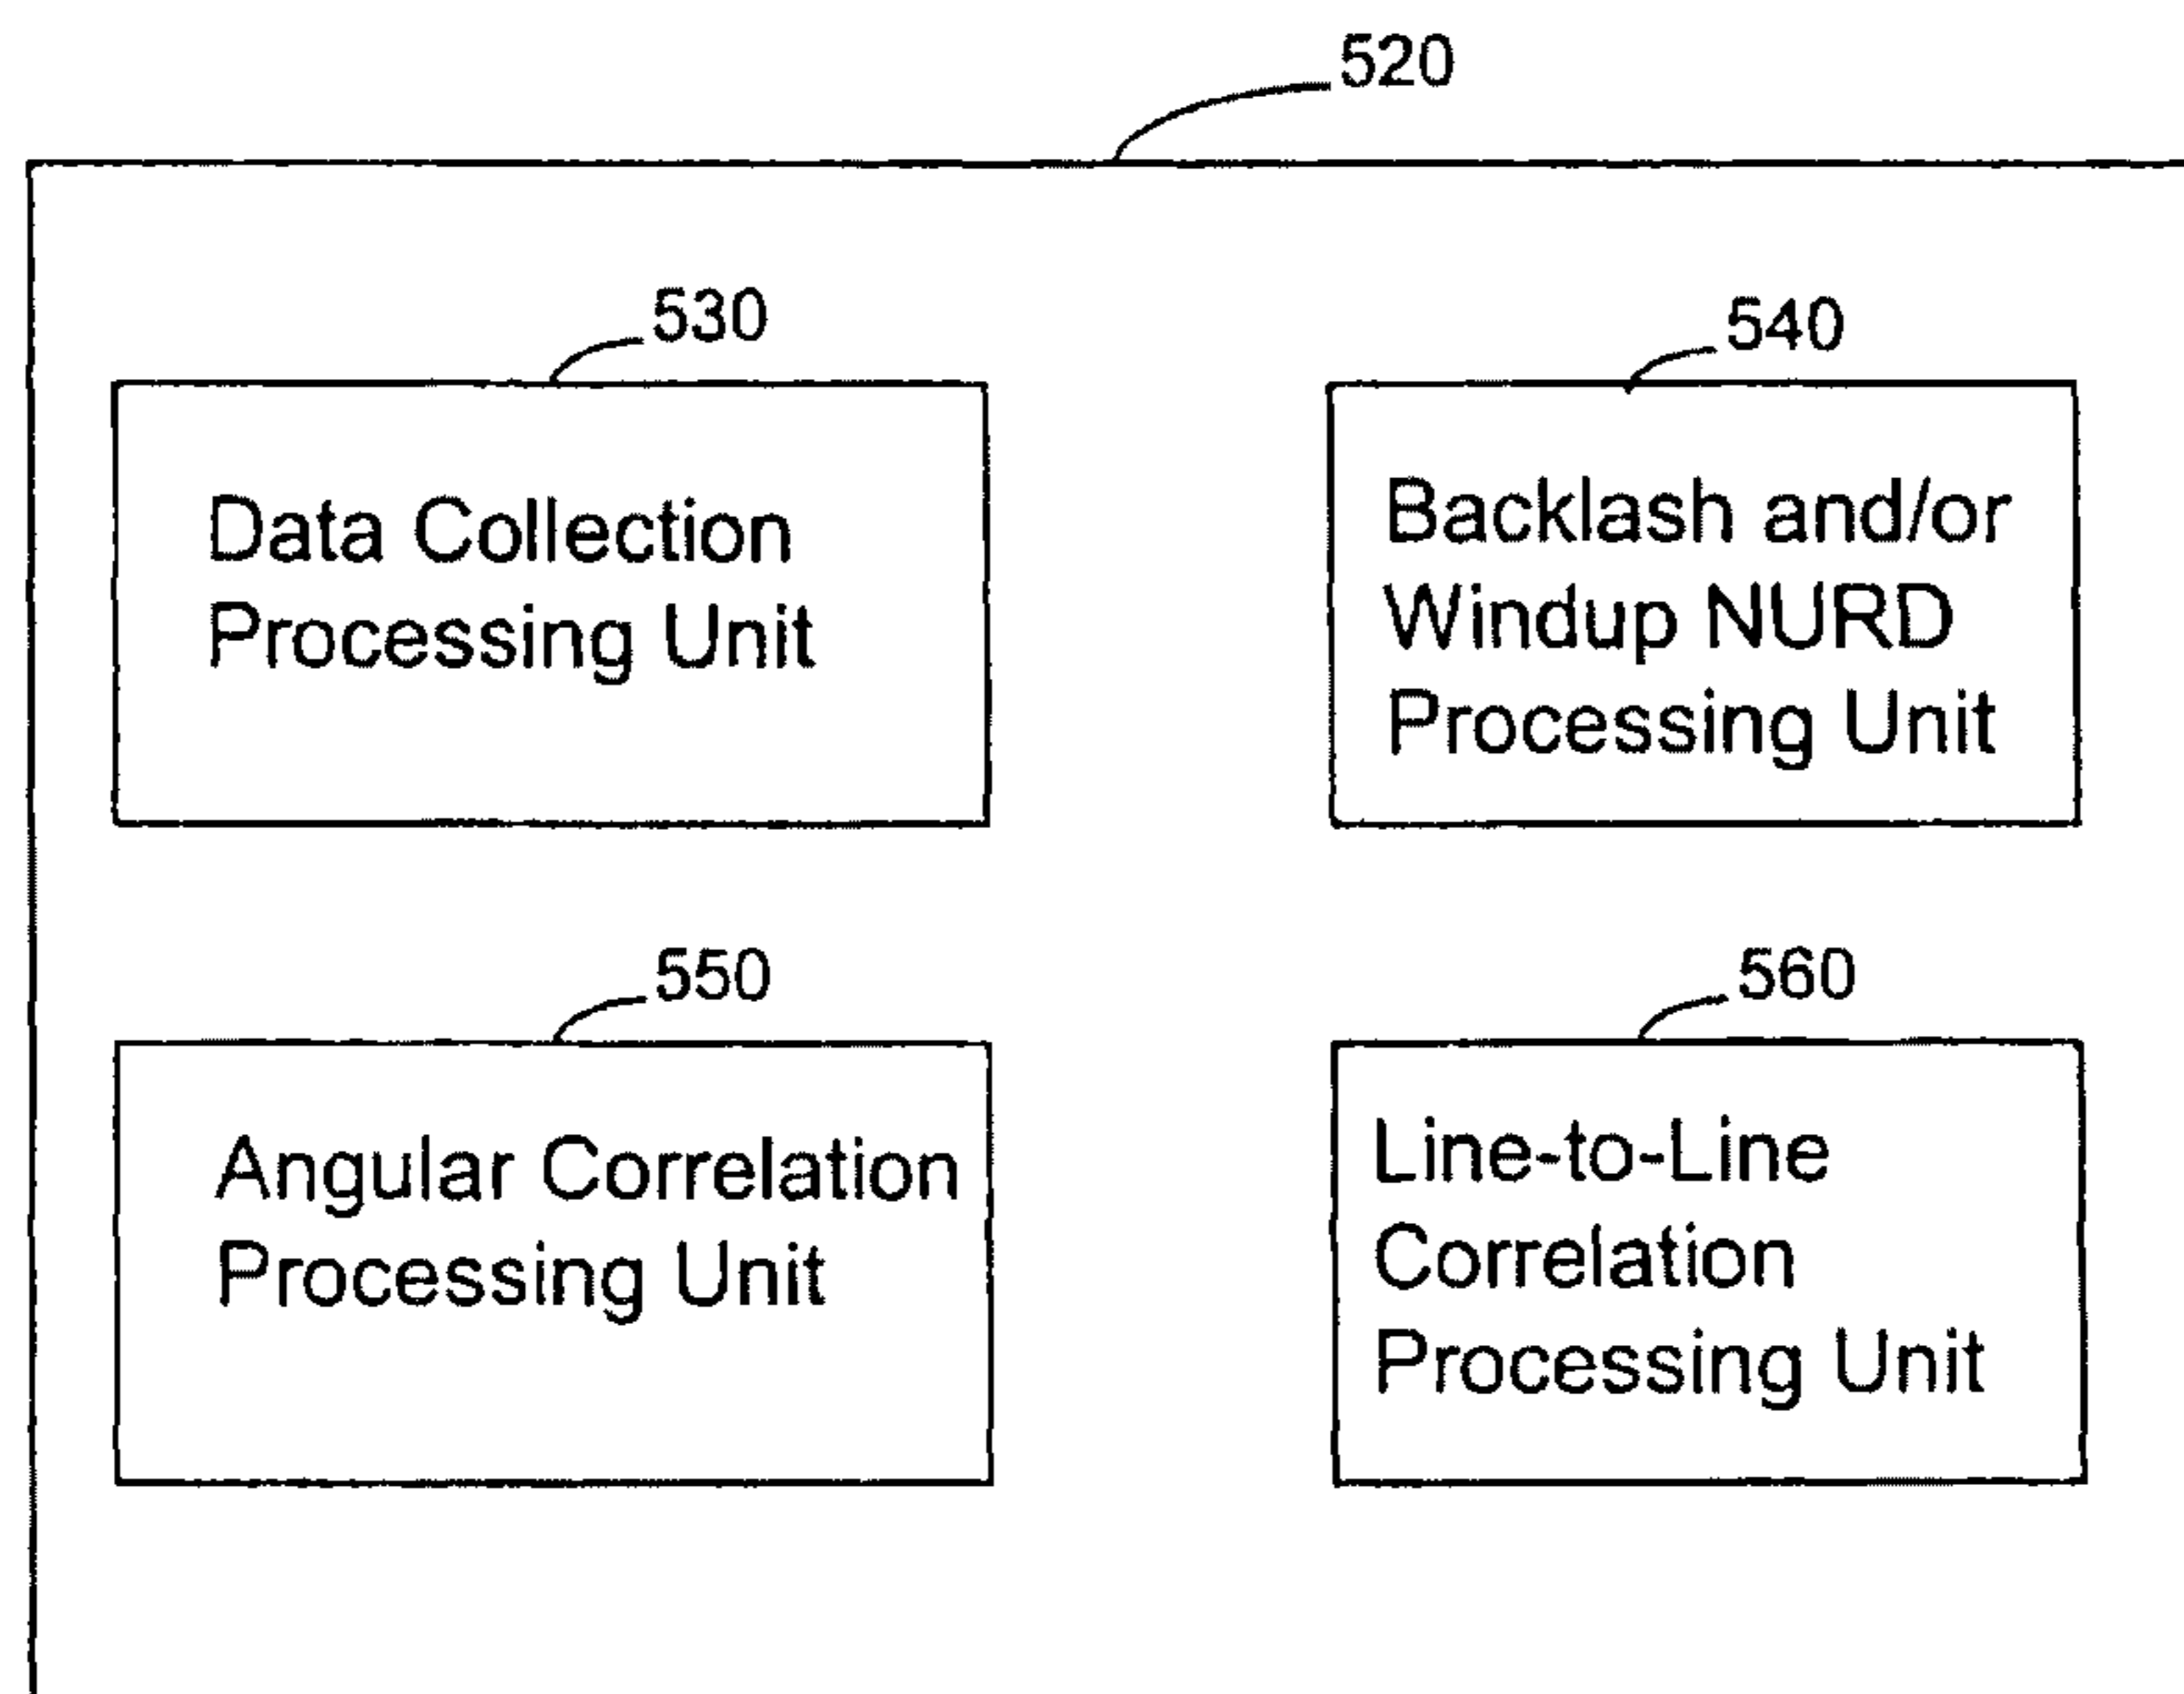 520
530
Data Collection
Processing Unit
540
Backlash and/or
Windup NURD
Processing Unit
550
Angular Correlation
Processing Unit
560
Line-to-Line
Correlation
Processing Unit